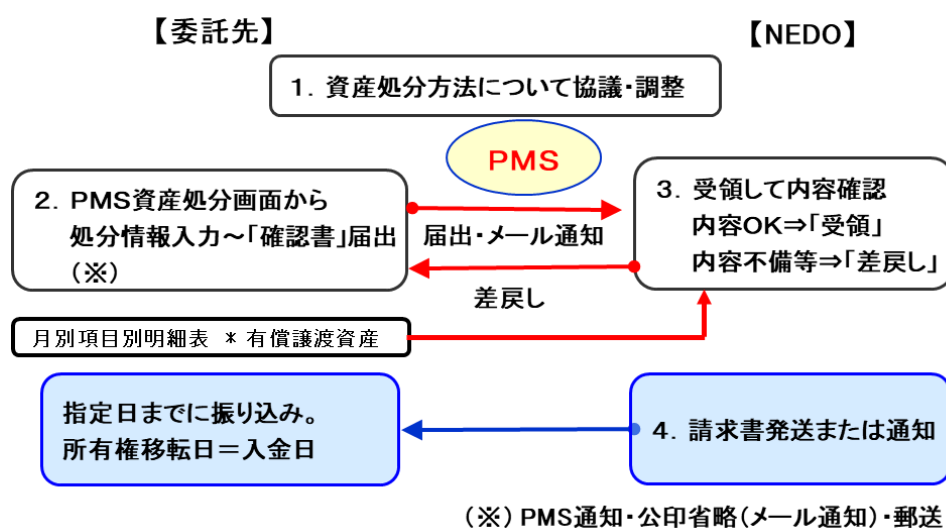 【委託先】
【NEDO】
1．資産処分方法について協議・調整
PMS
2．PMS資産処分画面から
処分情報入力～「確認書」届出
（※）
届出・メール通知
差戻し
3．受領して内容確認
内容OK⇒「受領」
内容不備等⇒「差戻し」
月別項目別明細表 ＊ 有償譲渡資産
指定日までに振り込み。
所有権移転日＝入金日
4．請求書発送または通知
（※）PMS通知・公印省略（メール通知）・郵送